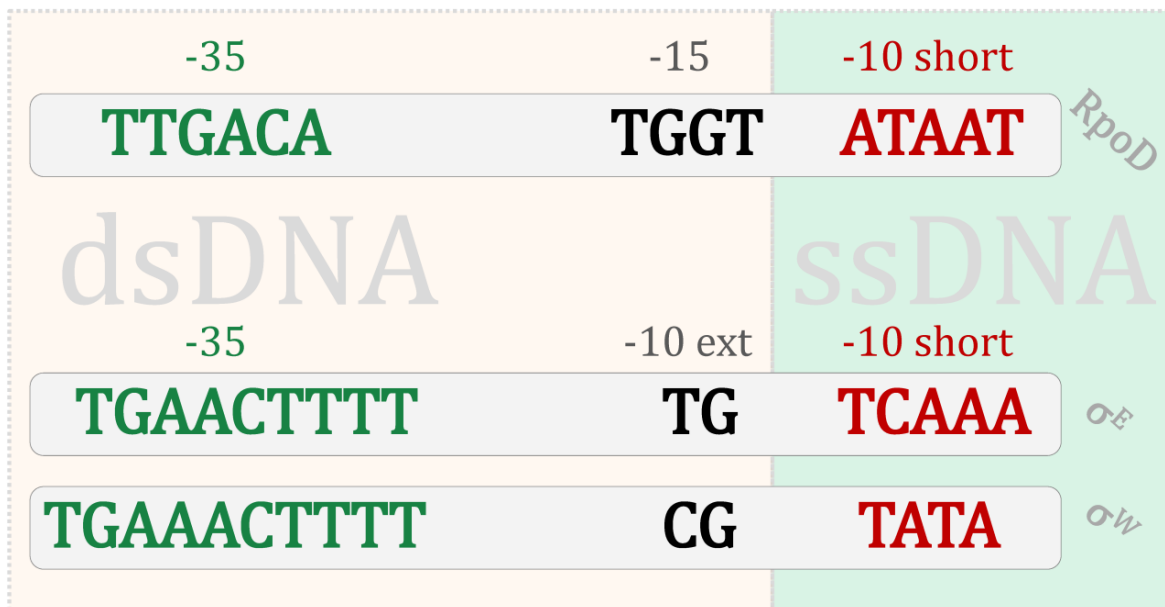 -35 -15 -10 short
TTGACA TGGT ATAAT RpoD
dsDNA ssDNA
-35 -10 ext -10 short
TGAACTTTT TG TCAAA σE
TGAAACTTTT CG TATA σW